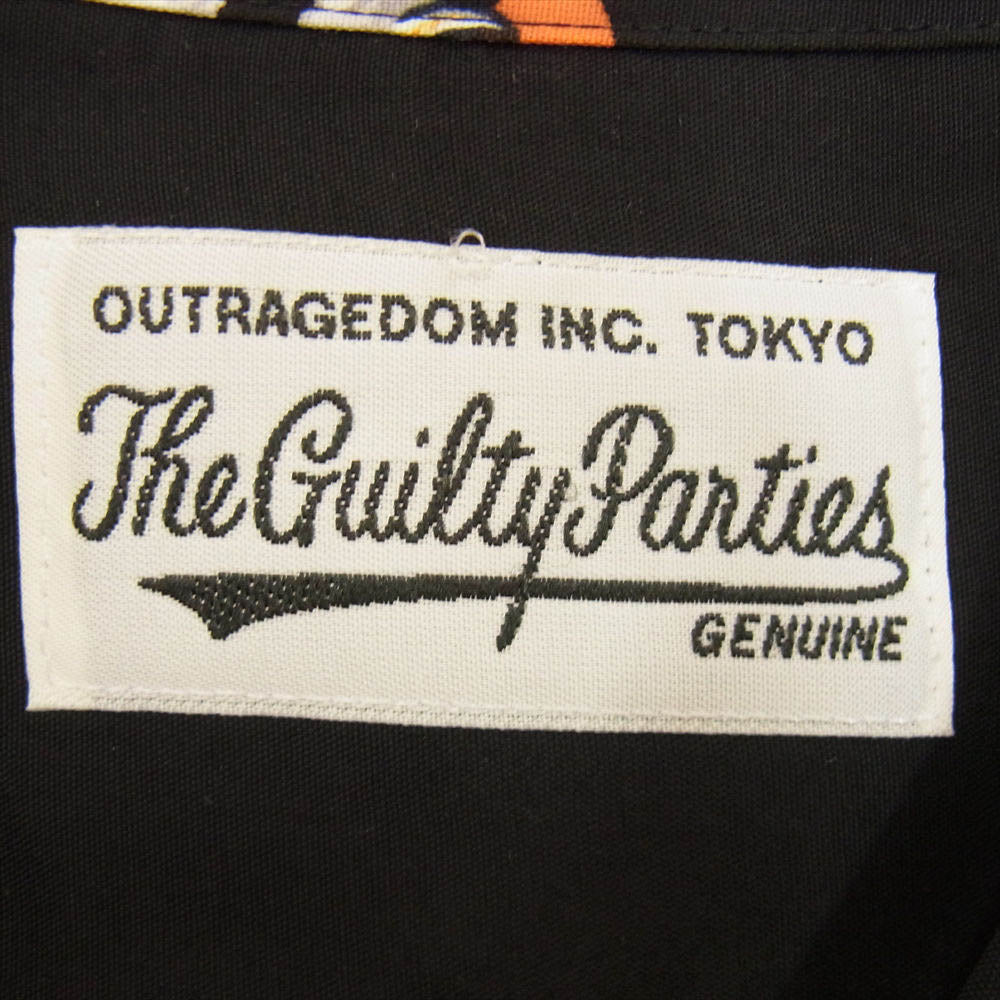 OUTRAGEDOM INC. TOKYO
The Guilty Parties
GENUINE